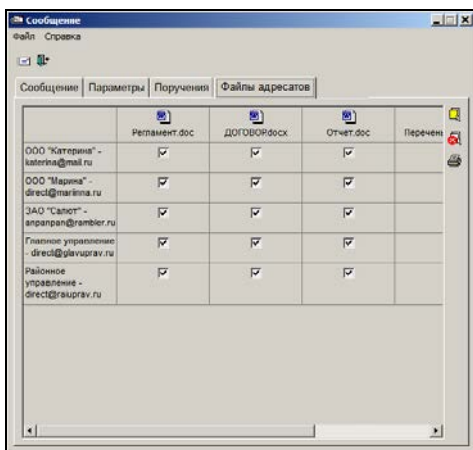 Сообщение
Файл Справка
Сообщение Параметры Поручения Файлы адресатов
Регламент.doc ДОГОВОР.docx Отчет.doc Перечень
ООО "Катерина" -
katerina@mail.ru
ООО "Марина" -
direct@marinna.ru
ЗАО "Салют" -
anpanpan@rambler.ru
Главное управление
- direct@glavuprav.ru
Районное
управление -
direct@raiuprav.ru